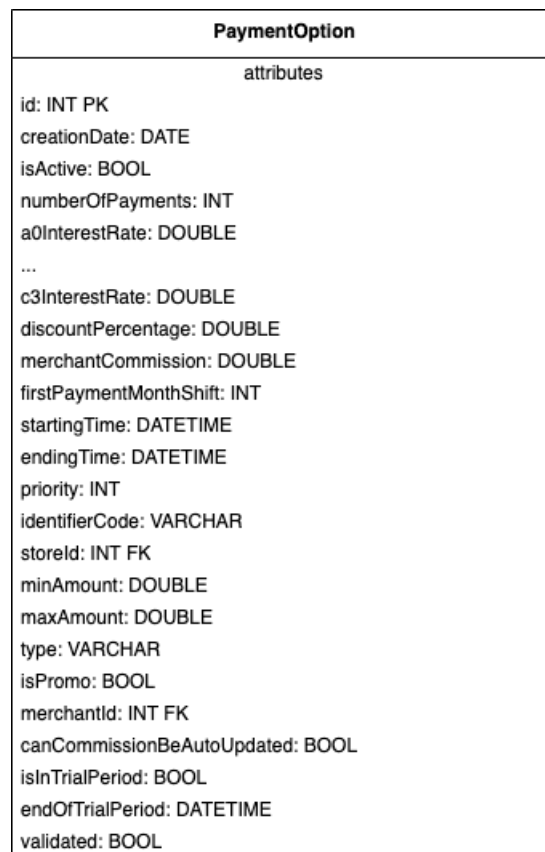 PaymentOption
attributes
id: INT PK
creationDate: DATE
isActive: BOOL
numberOfPayments: INT
a0InterestRate: DOUBLE
...
c3InterestRate: DOUBLE
discountPercentage: DOUBLE
merchantCommission: DOUBLE
firstPaymentMonthShift: INT
startingTime: DATETIME
endingTime: DATETIME
priority: INT
identifierCode: VARCHAR
storeId: INT FK
minAmount: DOUBLE
maxAmount: DOUBLE
type: VARCHAR
isPromo: BOOL
merchantId: INT FK
canCommissionBeAutoUpdated: BOOL
isInTrialPeriod: BOOL
endOfTrialPeriod: DATETIME
validated: BOOL